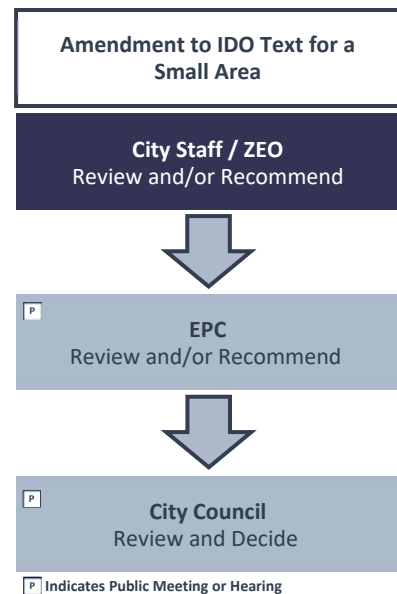 Amendment to IDO Text for a
Small Area
City Staff / ZEO
Review and/or Recommend
P
EPC
Review and/or Recommend
P
City Council
Review and Decide
P Indicates Public Meeting or Hearing